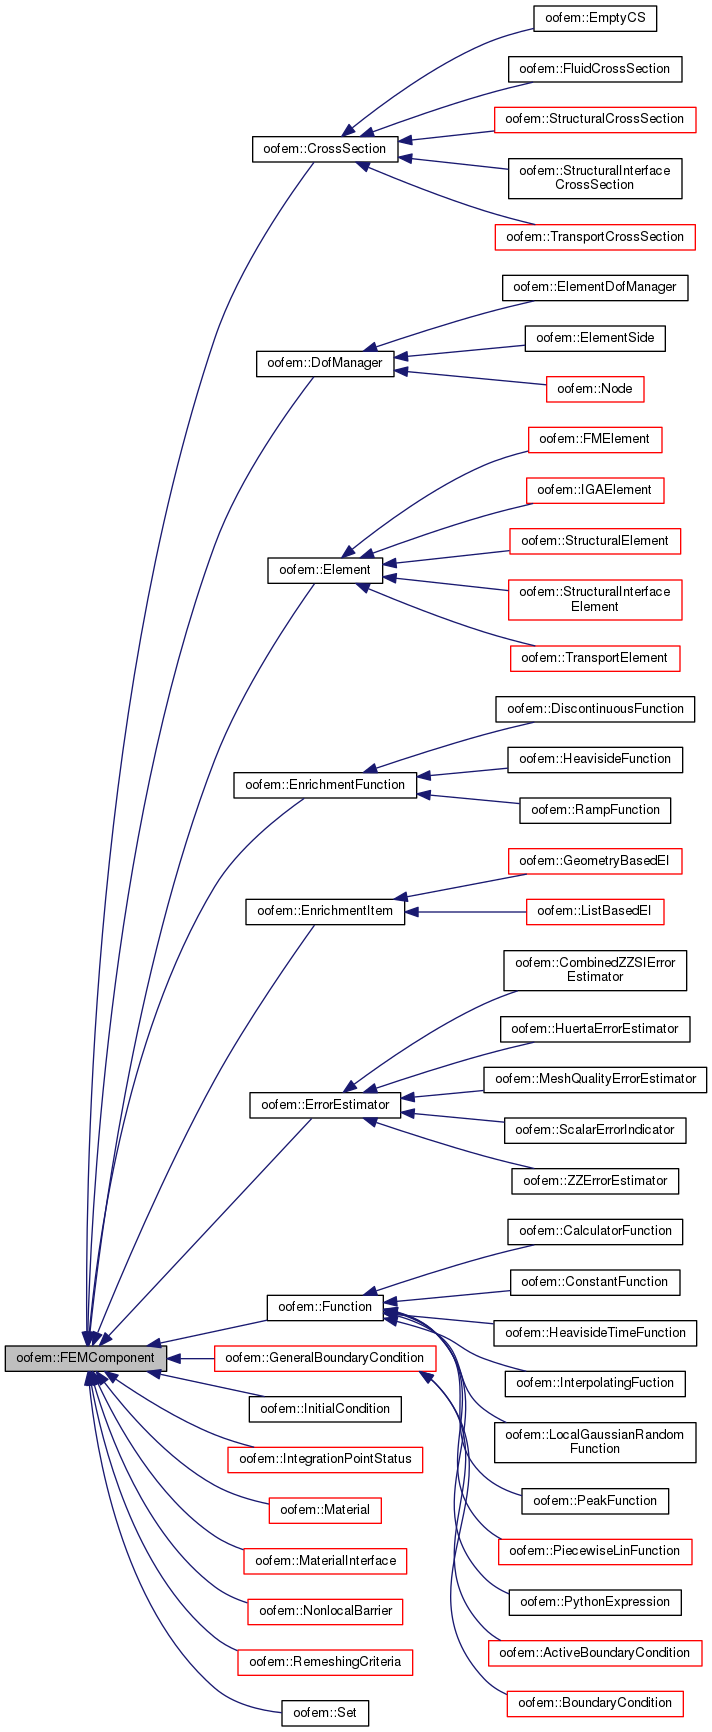 oofem::EmptyCS
oofem::FluidCrossSection
oofem::StructuralCrossSection
oofem::CrossSection
oofem::StructuralInterface
CrossSection
oofem::TransportCrossSection
oofem::ElementDofManager
oofem::ElementSide
oofem::DofManager
oofem::Node
oofem::FMElement
oofem::IGAElement
oofem::StructuralElement
oofem::Element
oofem::StructuralInterface
Element
oofem::TransportElement
oofem::DiscontinuousFunction
oofem::HeavisideFunction
oofem::EnrichmentFunction
oofem::RampFunction
oofem::GeometryBasedEI
oofem::EnrichmentItem
oofem::ListBasedEI
oofem::CombinedZZSIError
Estimator
oofem::HuertaErrorEstimator
oofem::MeshQualityErrorEstimator
oofem::ErrorEstimator
oofem::ScalarErrorIndicator
oofem::ZZErrorEstimator
oofem::CalculatorFunction
oofem::ConstantFunction
oofem::Function
oofem::HeavisideTimeFunction
oofem::FEMComponent
oofem::GeneralBoundaryCondition
oofem::InterpolatingFuction
oofem::InitialCondition
oofem::LocalGaussianRandom
Function
oofem::IntegrationPointStatus
oofem::PeakFunction
oofem::Material
oofem::PiecewiseLinFunction
oofem::MaterialInterface
oofem::PythonExpression
oofem::NonlocalBarrier
oofem::ActiveBoundaryCondition
oofem::RemeshingCriteria
oofem::BoundaryCondition
oofem::Set